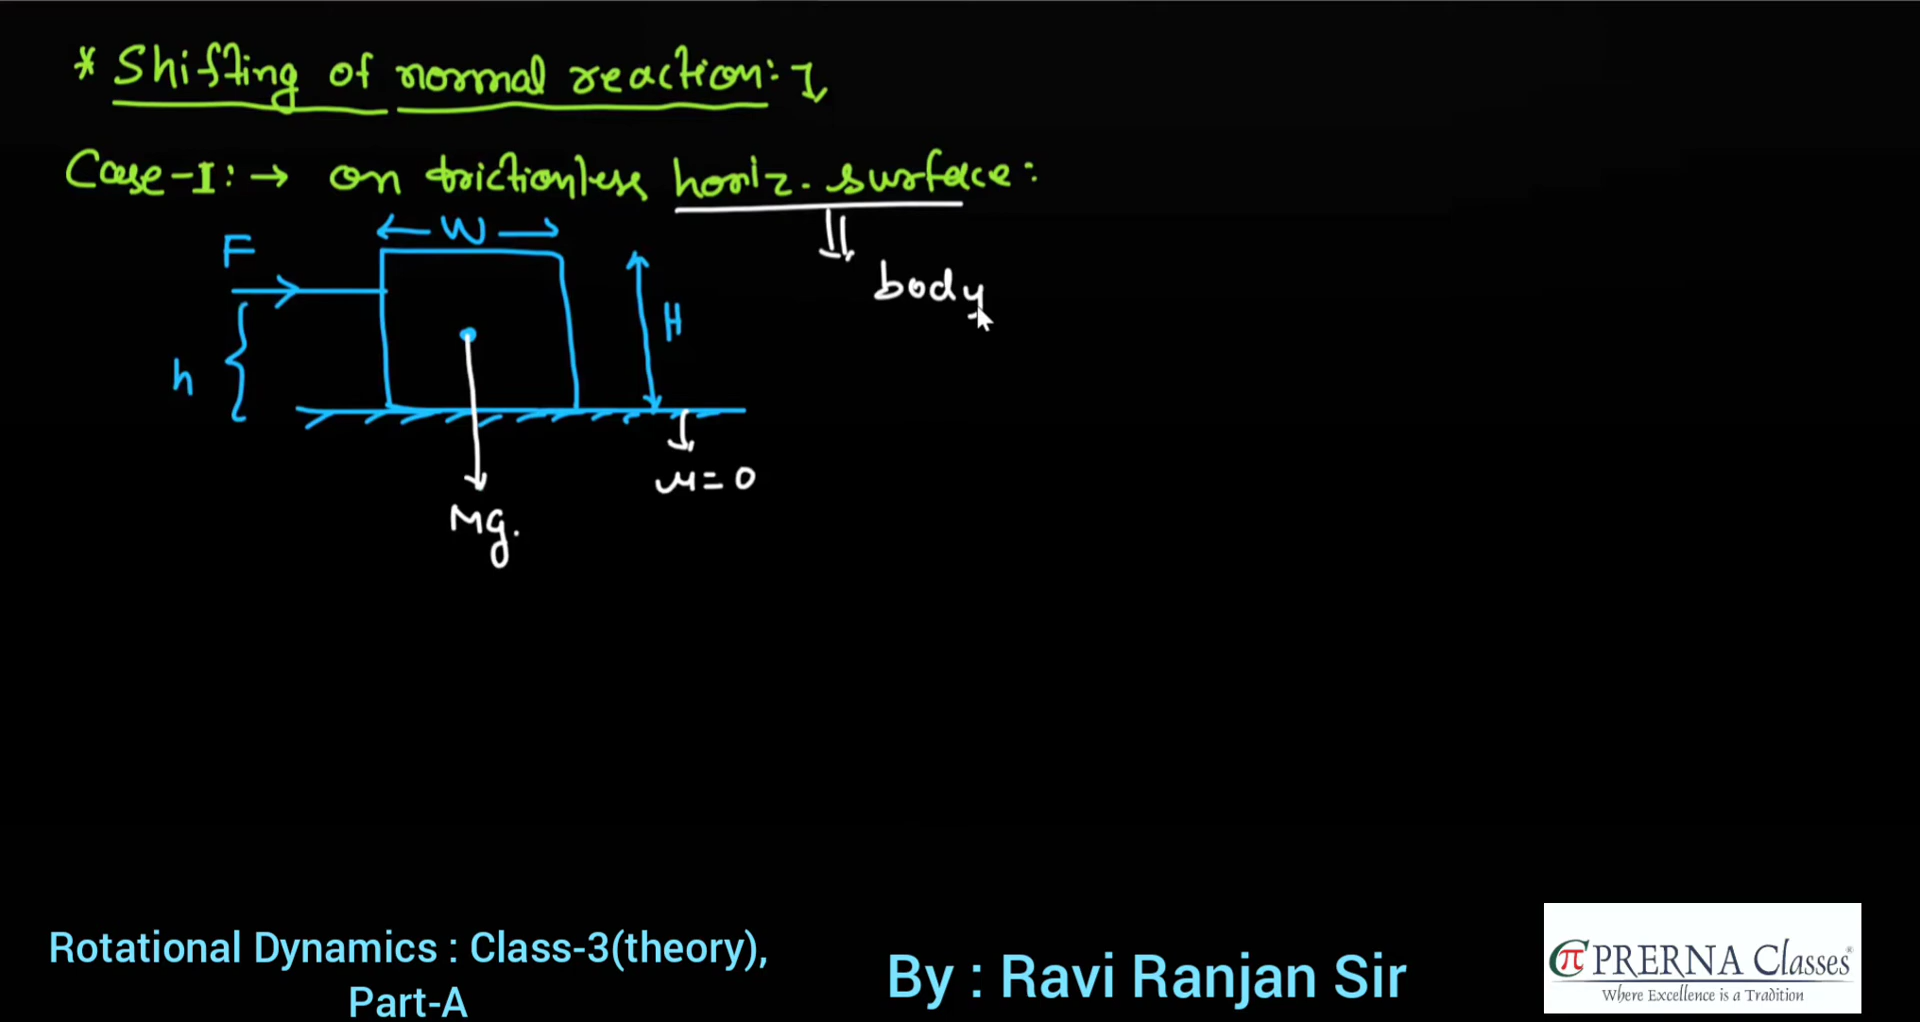 * Shifting of normal reaction:
Case-I: → on frictionless horiz. surface:
W
F
body
H
h
μ=0
Mg.
Rotational Dynamics : Class-3(theory),
Part-A
By : Ravi Ranjan Sir
π PRERNA Classes®
Where Excellence is a Tradition